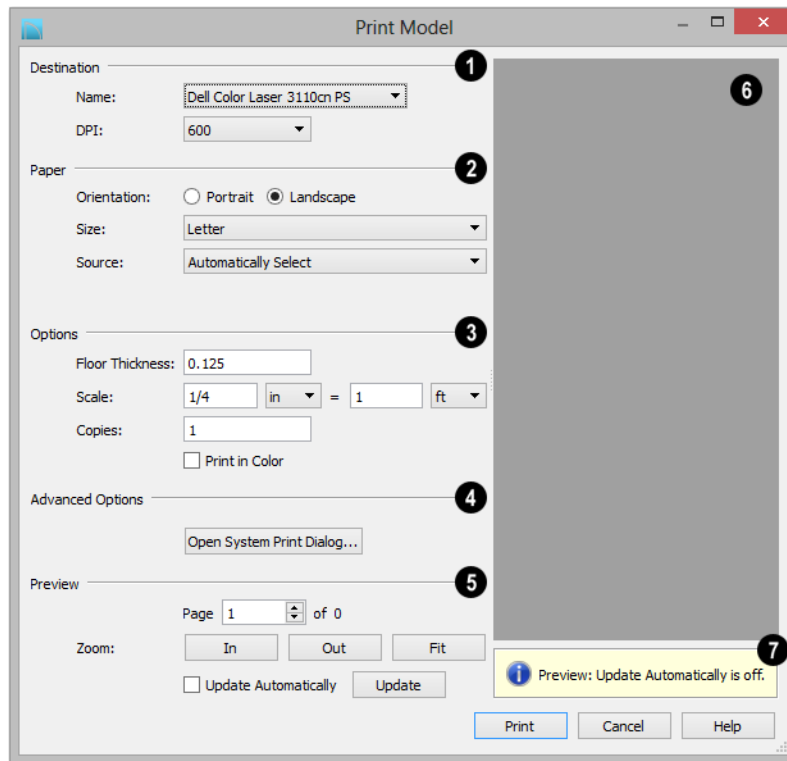 Print Model
Destination 1
Name: Dell Color Laser 3110cn PS
DPI: 600
Paper 2
Orientation: Portrait Landscape
Size: Letter
Source: Automatically Select
Options 3
Floor Thickness: 0.125
Scale: 1/4 in = 1 ft
Copies: 1
Print in Color
Advanced Options 4
Open System Print Dialog...
Preview 5
Page 1 of 0
Zoom: In Out Fit
Update Automatically Update
6
7
Preview: Update Automatically is off.
Print Cancel Help